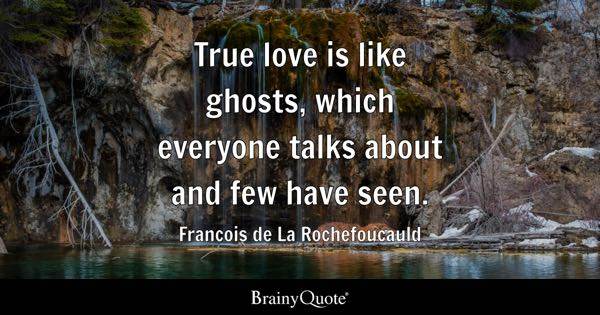 True love is like
ghosts, which
everyone talks about
and few have seen.
Francois de La Rochefoucauld
BrainyQuote®